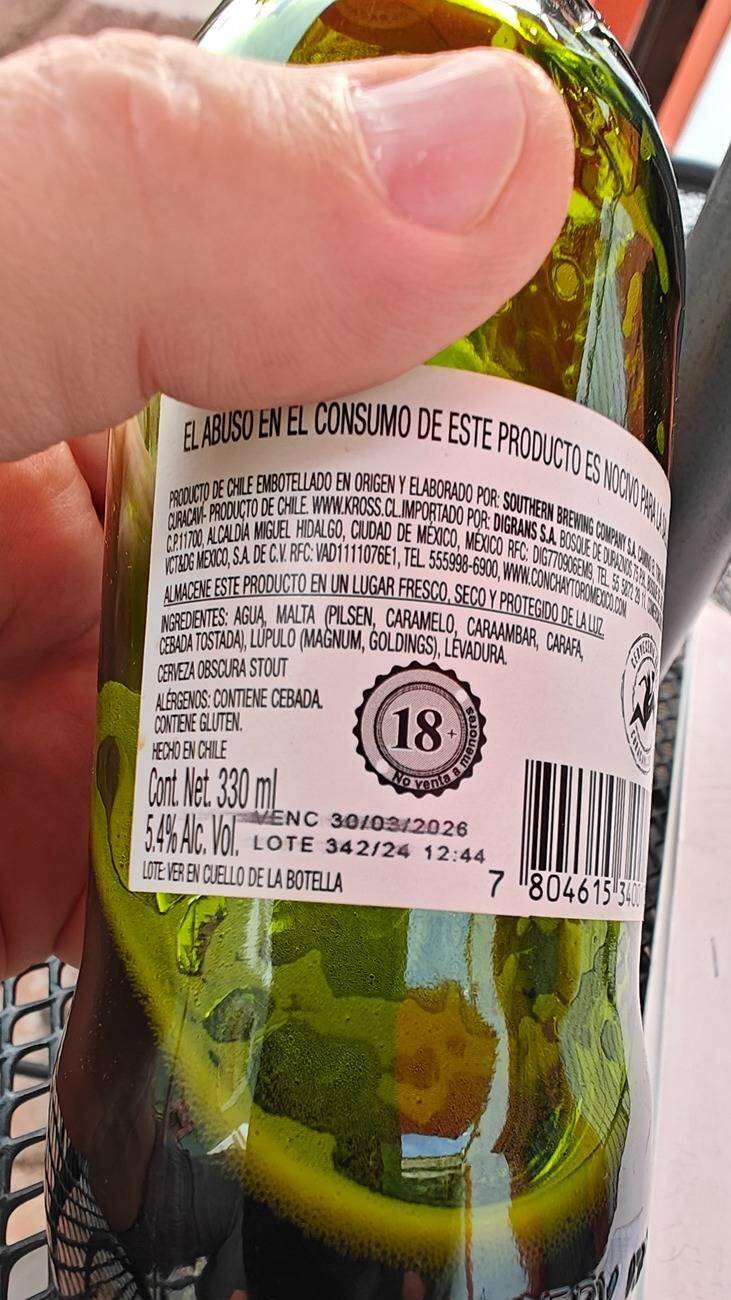 EL ABUSO EN EL CONSUMO DE ESTE PRODUCTO ES NOCIVO PARA LA
PRODUCTO DE CHILE EMBOTELLADO EN ORIGEN Y ELABORADO POR: SOUTHERN BREWING COMPANY S.A.
CURACAVI- PRODUCTO DE CHILE. WWW.KROSS.CL.IMPORTADO POR: DIGRANS S.A. BOSQUE DE DURAZNOS 75
C.P.11700, ALCALDÍA MIGUEL HIDALGO, CIUDAD DE MÉXICO, MÉXICO RFC: DIG770906EM9, TEL. 55
VCT&DG MEXICO, S.A. DE C.V. RFC: VAD1111076E1, TEL. 555998-6900, WWW.CONCHAYTOROMEXICO.COM
ALMACENE ESTE PRODUCTO EN UN LUGAR FRESCO, SECO Y PROTEGIDO DE LA LUZ.
INGREDIENTES: AGUA, MALTA (PILSEN, CARAMELO, CARAAMBAR, CARAFA,
CEBADA TOSTADA), LÚPULO (MAGNUM, GOLDINGS), LEVADURA.
CERVEZA OBSCURA STOUT
ALÉRGENOS: CONTIENE CEBADA.
CONTIENE GLUTEN.
HECHO EN CHILE
Cont. Net. 330 ml
5.4% Alc. Vol.
18+
No venta a menores
VENC 30/03/2026
LOTE 342/24 12:44
LOTE: VER EN CUELLO DE LA BOTELLA
7 804615 3400